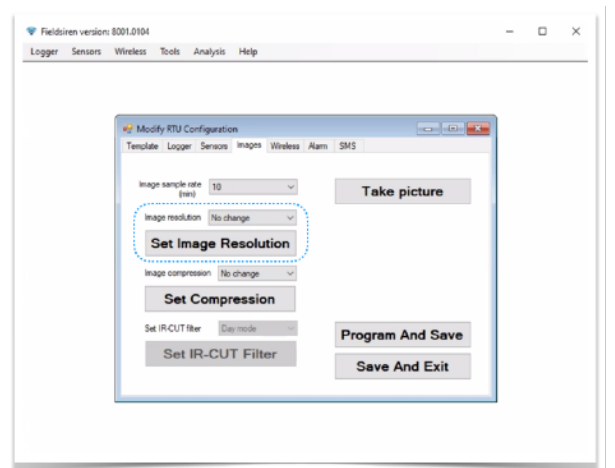 Fieldsiren version: 8001.0104
Logger Sensors Wireless Tools Analysis Help
Modify RTU Configuration
Template Logger Sensors Images Wireless Alarm SMS
Image sample rate (min) 10
Take picture
Image resolution No change
Set Image Resolution
Image compression No change
Set Compression
Set IR-CUT filter Day mode
Program And Save
Set IR-CUT Filter
Save And Exit